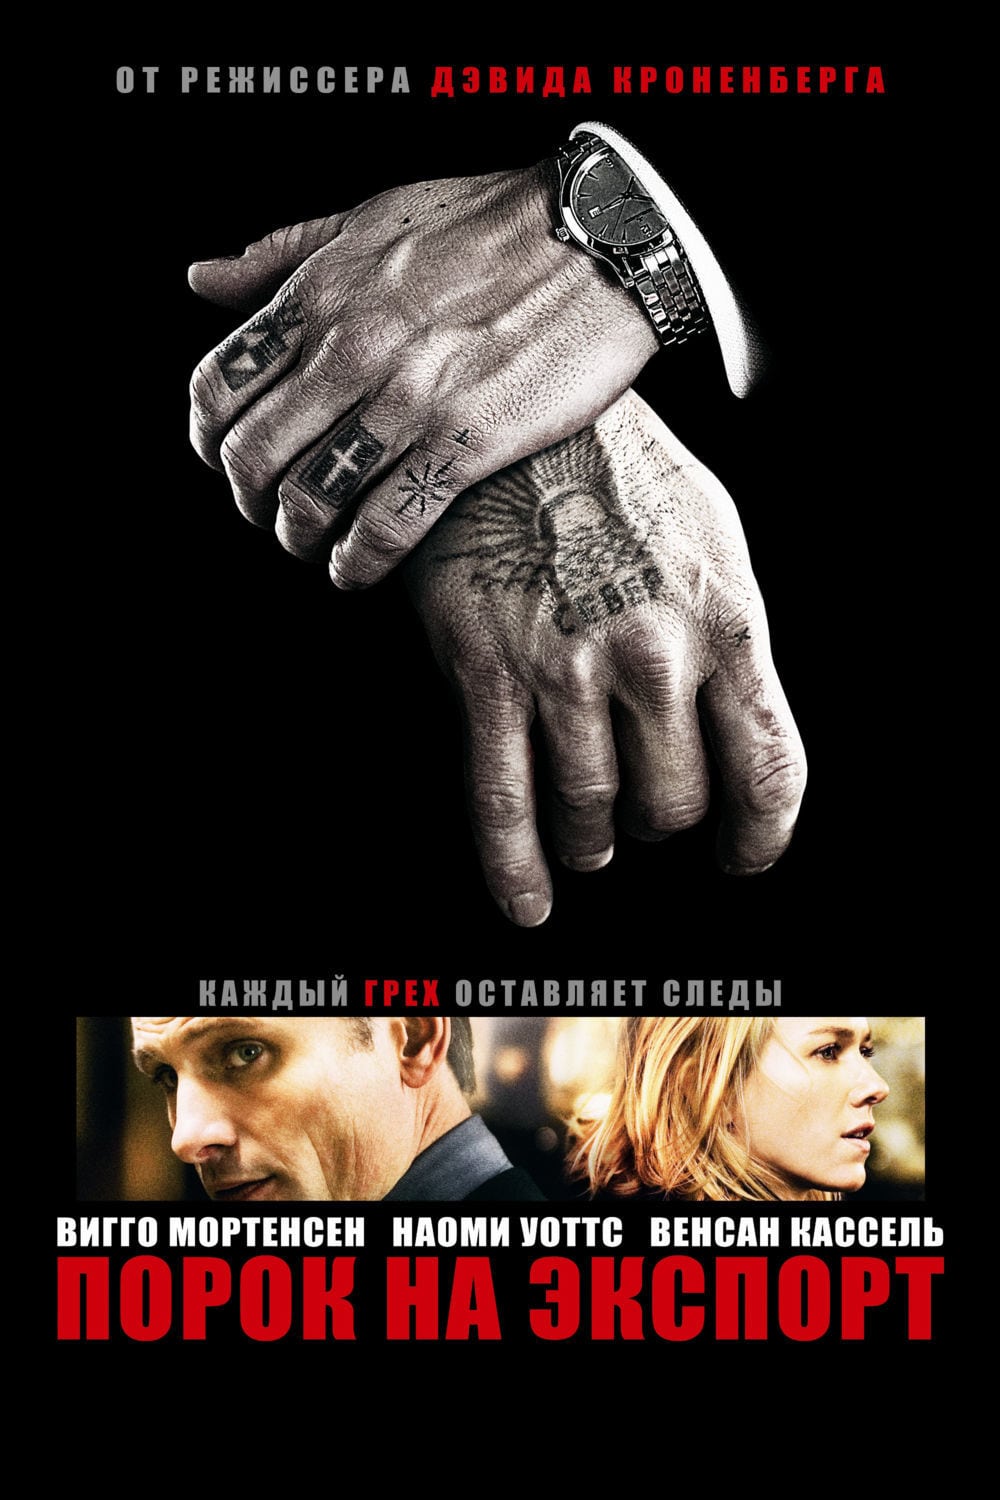 ОТ РЕЖИССЕРА ДЭВИДА КРОНЕНБЕРГА
СЕВЕР
КАЖДЫЙ ГРЕХ ОСТАВЛЯЕТ СЛЕДЫ
ВИГГО МОРТЕНСЕН НАОМИ УОТТС ВЕНСАН КАССЕЛЬ
ПОРОК НА ЭКСПОРТ